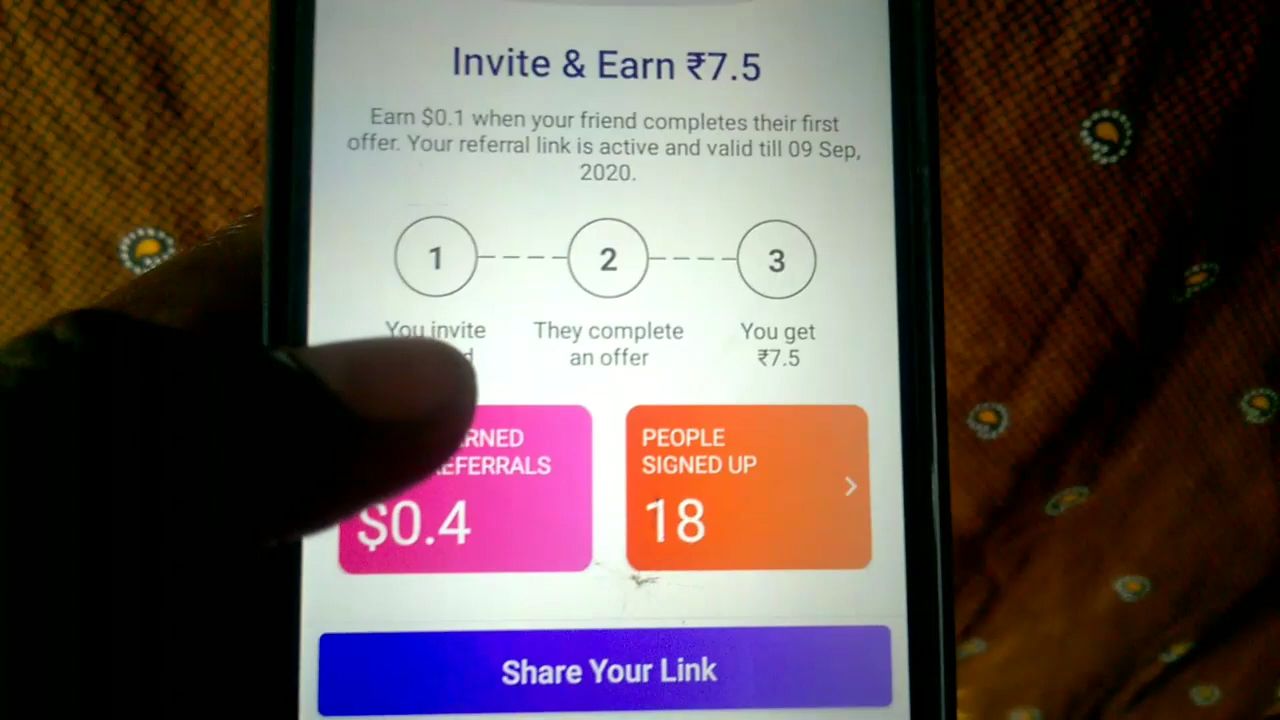 Invite & Earn ₹7.5
Earn $0.1 when your friend completes their first
offer. Your referral link is active and valid till 09 Sep,
2020.
1
2
3
You invite
They complete
an offer
You get
₹7.5
REFERRALS
$0.4
PEOPLE
SIGNED UP
18
Share Your Link